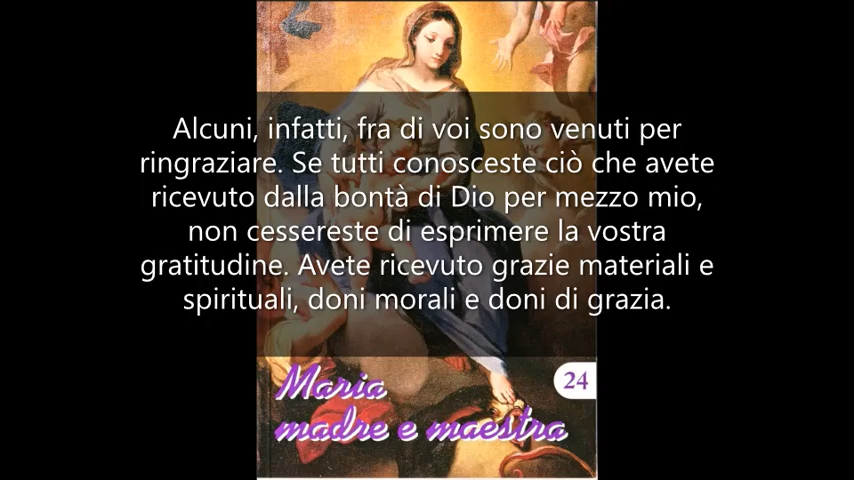 Alcuni, infatti, fra di voi sono venuti per
ringraziare. Se tutti conosceste ciò che avete
ricevuto dalla bontà di Dio per mezzo mio,
non cessereste di esprimere la vostra
gratitudine. Avete ricevuto grazie materiali e
spirituali, doni morali e doni di grazia.
Maria
24
madre e maestra